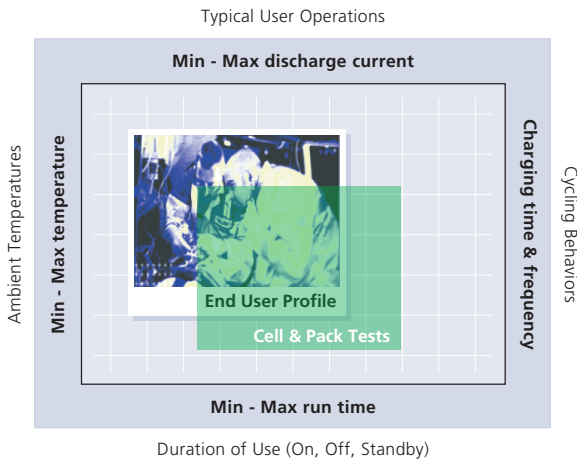 Typical User Operations
Min - Max discharge current
Ambient Temperatures
Min - Max temperature
Charging time & frequency
Cycling Behaviors
End User Profile
Cell & Pack Tests
Min - Max run time
Duration of Use (On, Off, Standby)